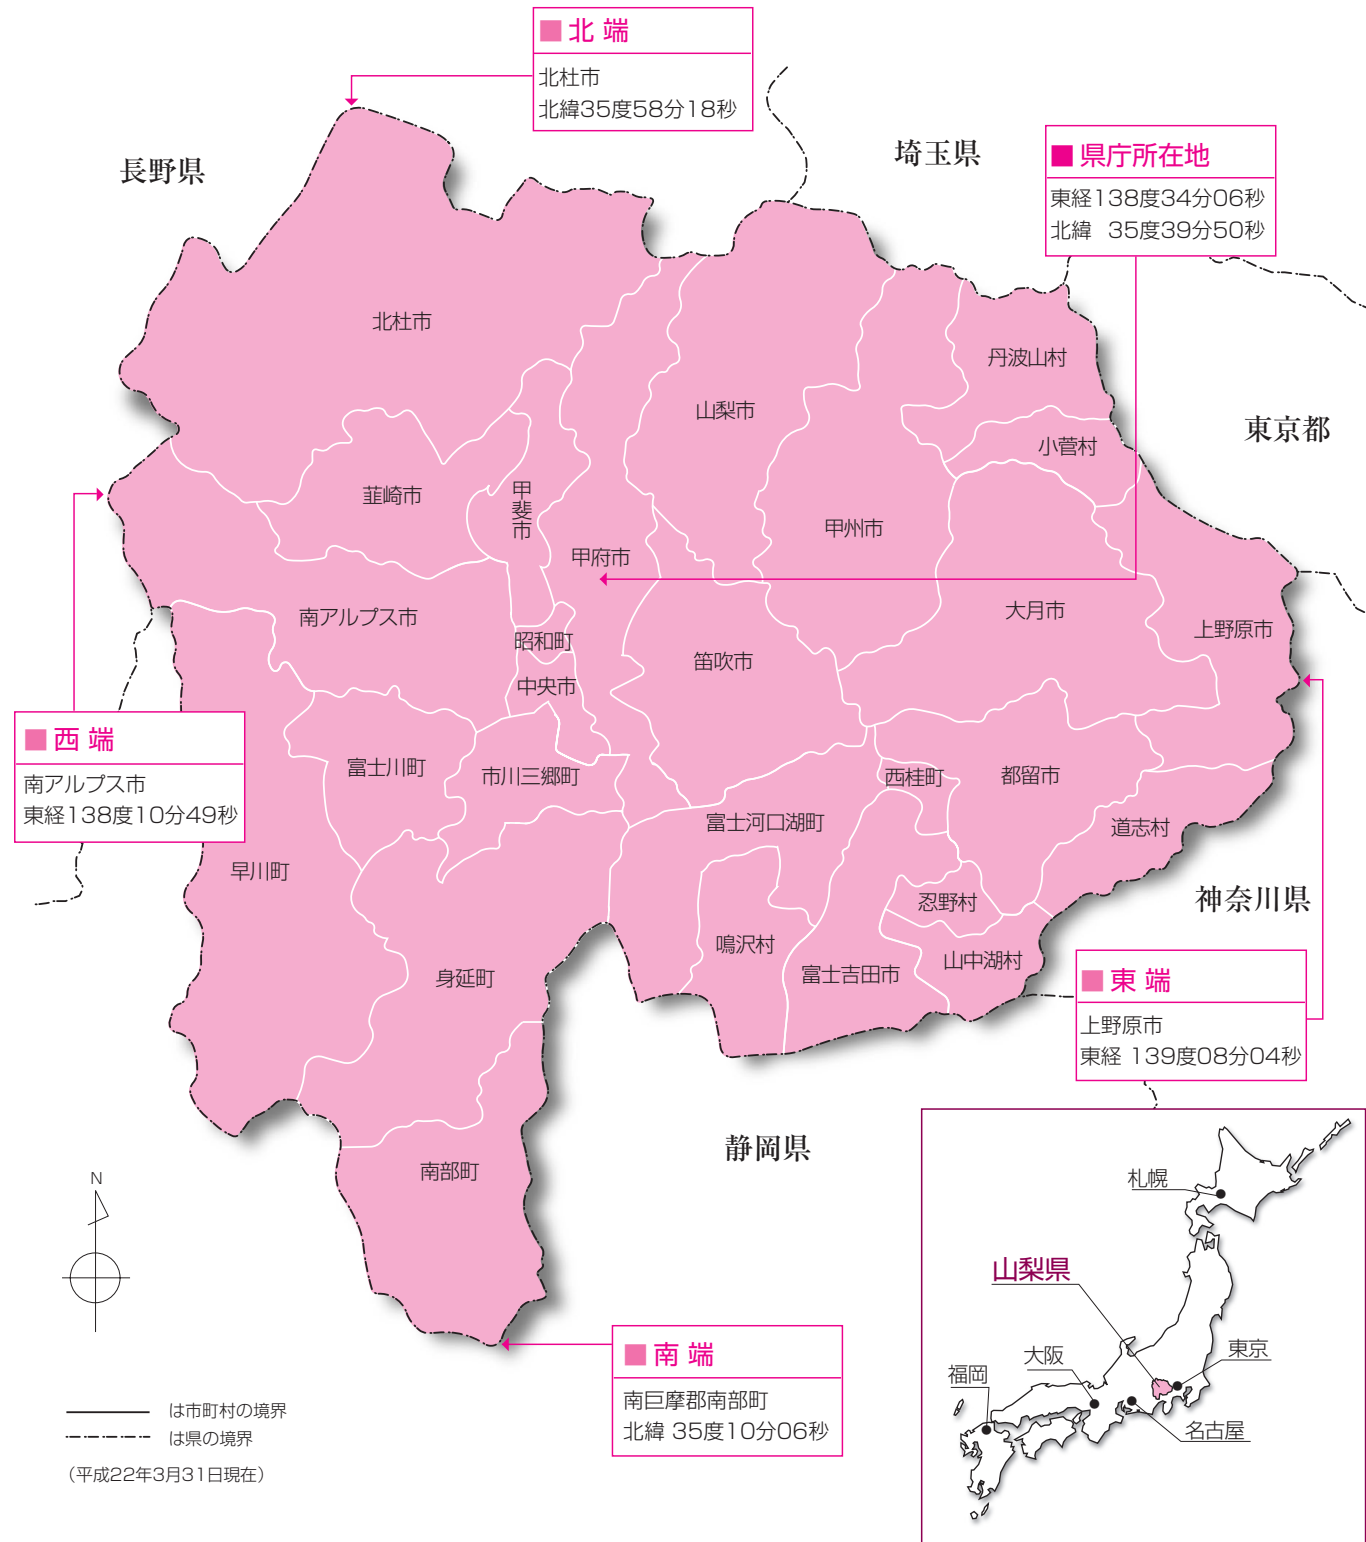 ■ 北 端
北杜市
北緯35度58分18秒
長野県
埼玉県
■ 県庁所在地
東経138度34分06秒
北緯 35度39分50秒
北杜市
丹波山村
山梨市
東京都
小菅村
韮崎市
甲斐市
甲州市
甲府市
南アルプス市
大月市
上野原市
昭和町
笛吹市
中央市
■ 西 端
南アルプス市
東経138度10分49秒
富士川町
市川三郷町
西桂町
都留市
富士河口湖町
道志村
早川町
忍野村
神奈川県
鳴沢村
山中湖村
身延町
富士吉田市
■ 東 端
上野原市
東経 139度08分04秒
静岡県
南部町
N
札幌
山梨県
■ 南 端
南巨摩郡南部町
北緯 35度10分06秒
東京
大阪
福岡
名古屋
は市町村の境界
は県の境界
(平成22年3月31日現在)